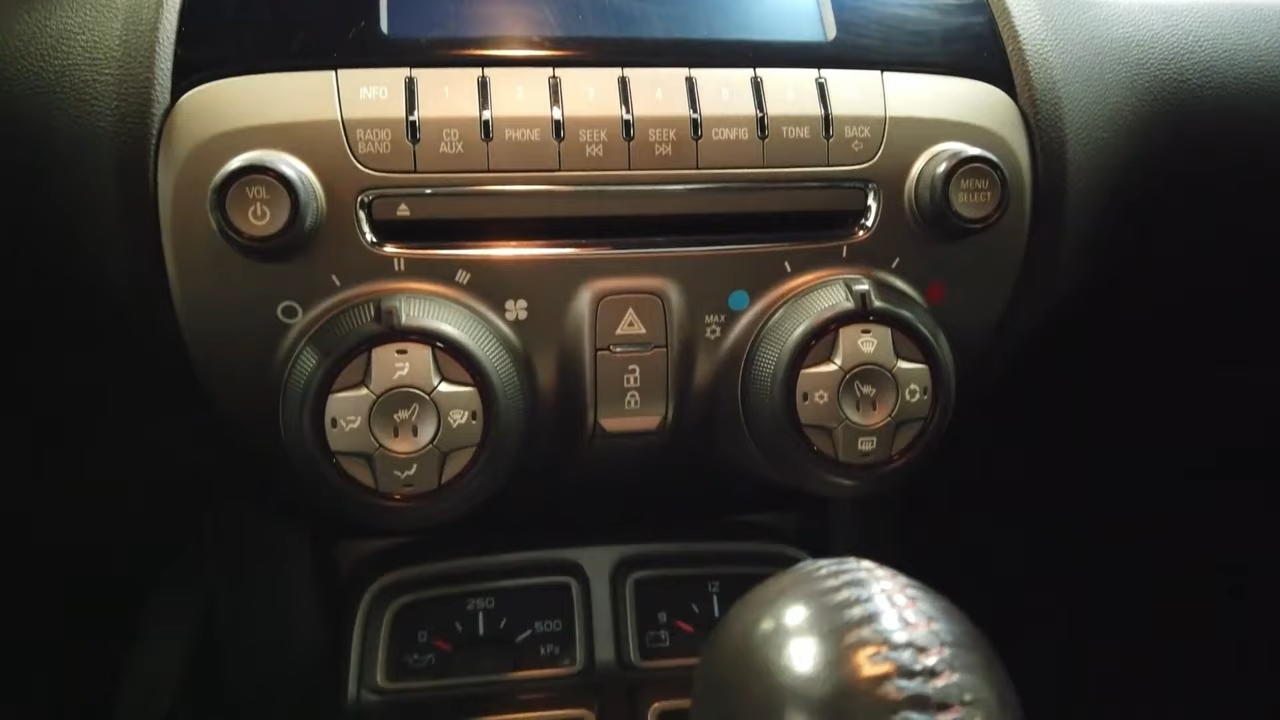 INFO
1
2
3
4
5
6
RADIO
BAND
CD
AUX
PHONE
SEEK
SEEK
CONFIG
TONE
BACK
VOL
MENU
SELECT
MAX
0
250
500
kPa
9
12